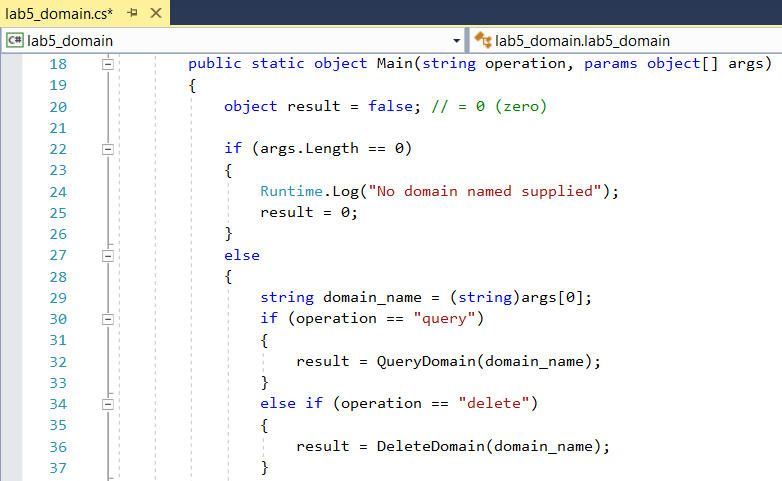 lab5_domain.cs*
C# lab5_domain lab5_domain.lab5_domain
18 public static object Main(string operation, params object[] args)
19 {
20 object result = false; // = 0 (zero)
21
22 if (args.Length == 0)
23 {
24 Runtime.Log("No domain named supplied");
25 result = 0;
26 }
27 else
28 {
29 string domain_name = (string)args[0];
30 if (operation == "query")
31 {
32 result = QueryDomain(domain_name);
33 }
34 else if (operation == "delete")
35 {
36 result = DeleteDomain(domain_name);
37 }